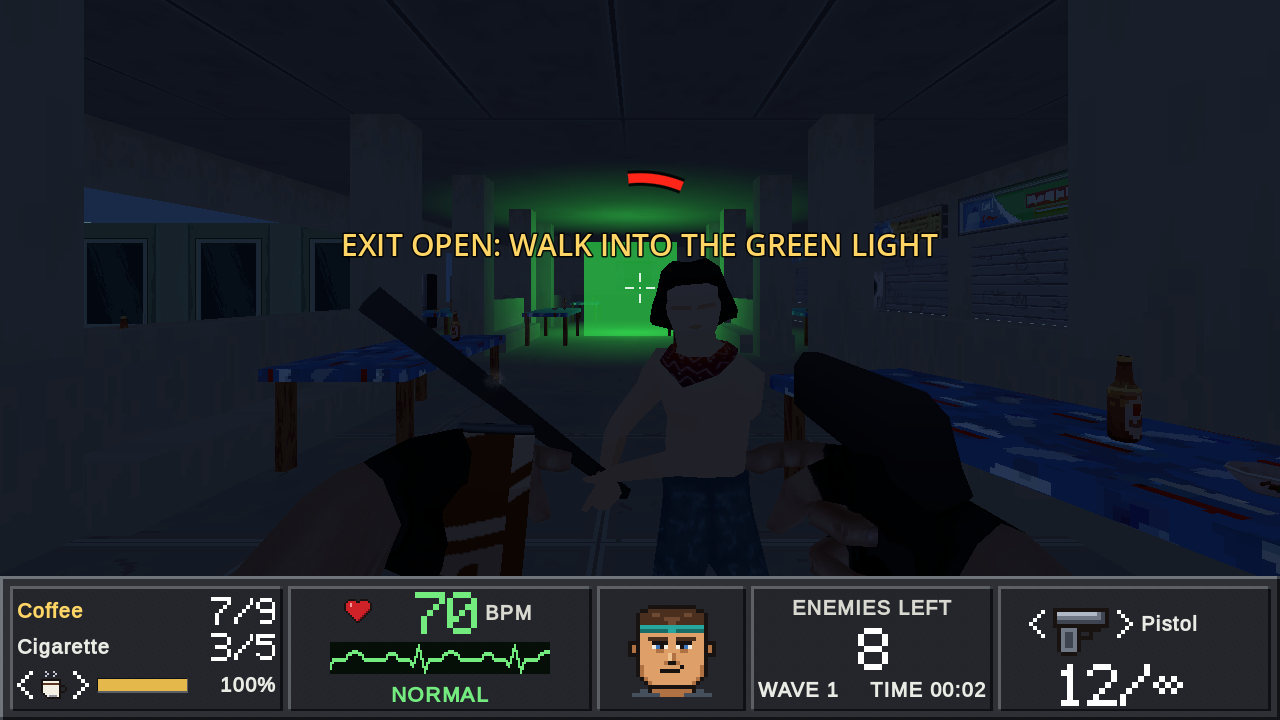 EXIT OPEN: WALK INTO THE GREEN LIGHT
Coffee 7/9
Cigarette 3/5
100%
70 BPM
NORMAL
ENEMIES LEFT
8
WAVE 1 TIME 00:02
Pistol
12/∞